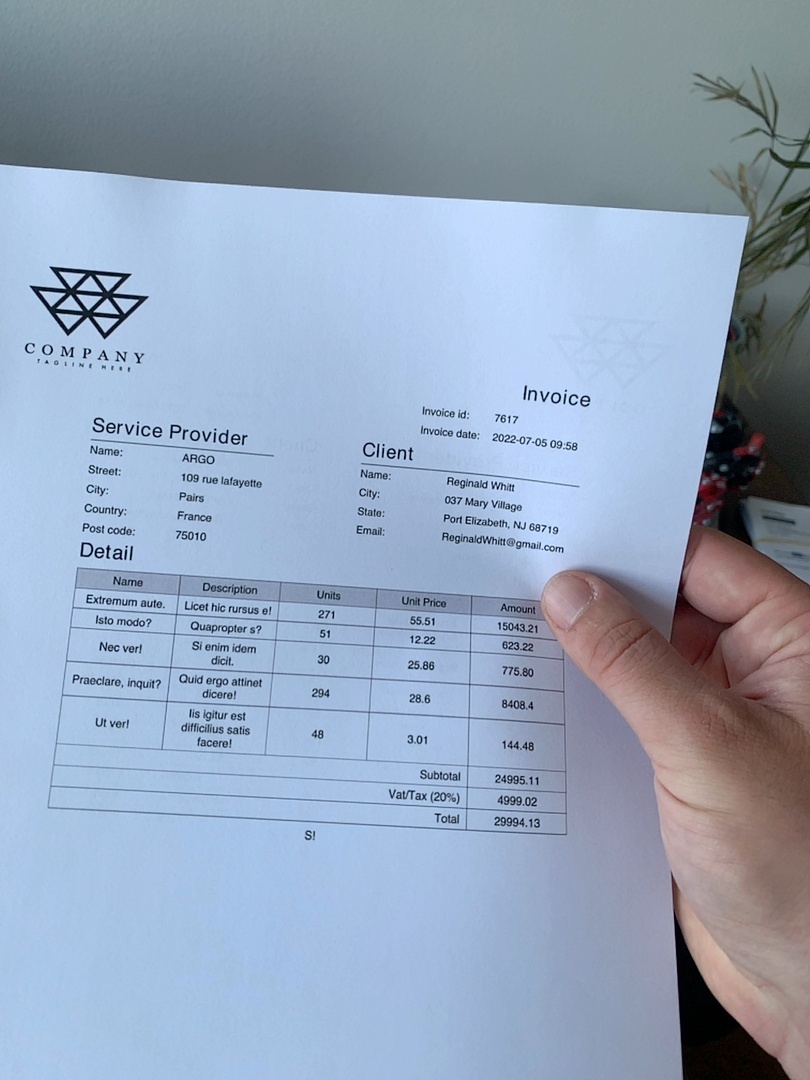 COMPANY
TAGLINE HERE
Invoice
Invoice id: 7617
Invoice date: 2022-07-05 09:58
Service Provider
Name: ARGO
Street: 109 rue lafayette
City: Pairs
Country: France
Post code: 75010
Client
Name: Reginald Whitt
City: 037 Mary Village
State: Port Elizabeth, NJ 68719
Email: ReginaldWhitt@gmail.com
Detail
Name Description Units Unit Price Amount
Extremum aute. Licet hic rursus e! 271 55.51 15043.21
Isto modo? Quapropter s? 51 12.22 623.22
Nec ver! Si enim idem 30 25.86 775.80
dicit.
Praeclare, inquit? Quid ergo attinet 294 28.6 8408.4
dicere!
Ut ver! Iis igitur est 48 3.01 144.48
difficilius satis
facere!
Subtotal 24995.11
Vat/Tax (20%) 4999.02
Total 29994.13
S!